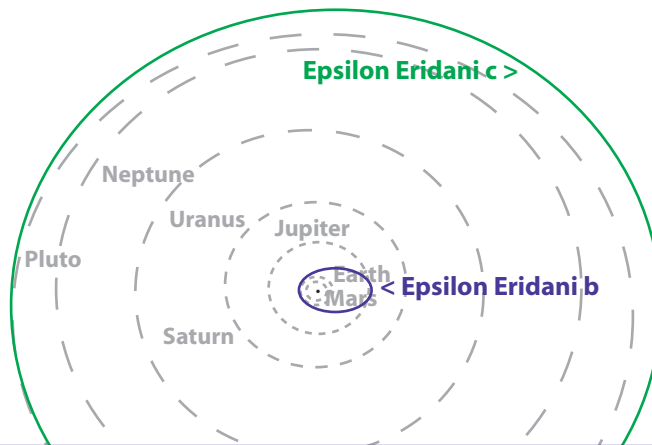 Epsilon Eridani c >
Neptune
Uranus
Jupiter
Pluto
Earth
< Epsilon Eridani b
Mars
Saturn